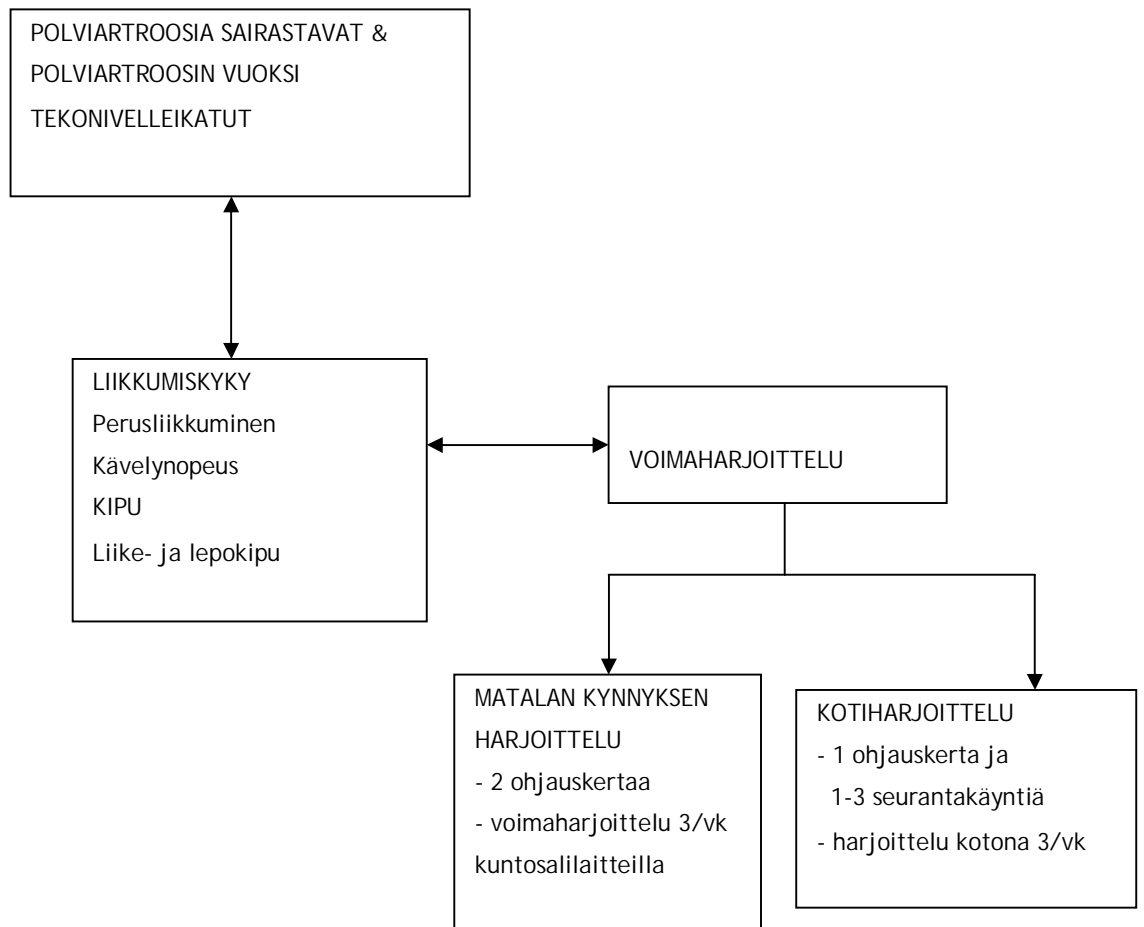 POLVIARTROOSIA SAIRASTAVAT &
POLVIARTROOSIN VUOKSI
TEKONIVELLEIKATUT
LIIKKUMISKYKY
Perusliikkuminen
Kävelynopeus
KIPU
Liike- ja lepokipu
VOIMAHARJOITTELU
MATALAN KYNNYKSEN
HARJOITTELU
- 2 ohjauskertaa
- voimaharjoittelu 3/vk
kuntosalilaitteilla
KOTIHARJOITTELU
- 1 ohjauskerta ja
1-3 seurantakäyntiä
- harjoittelu kotona 3/vk